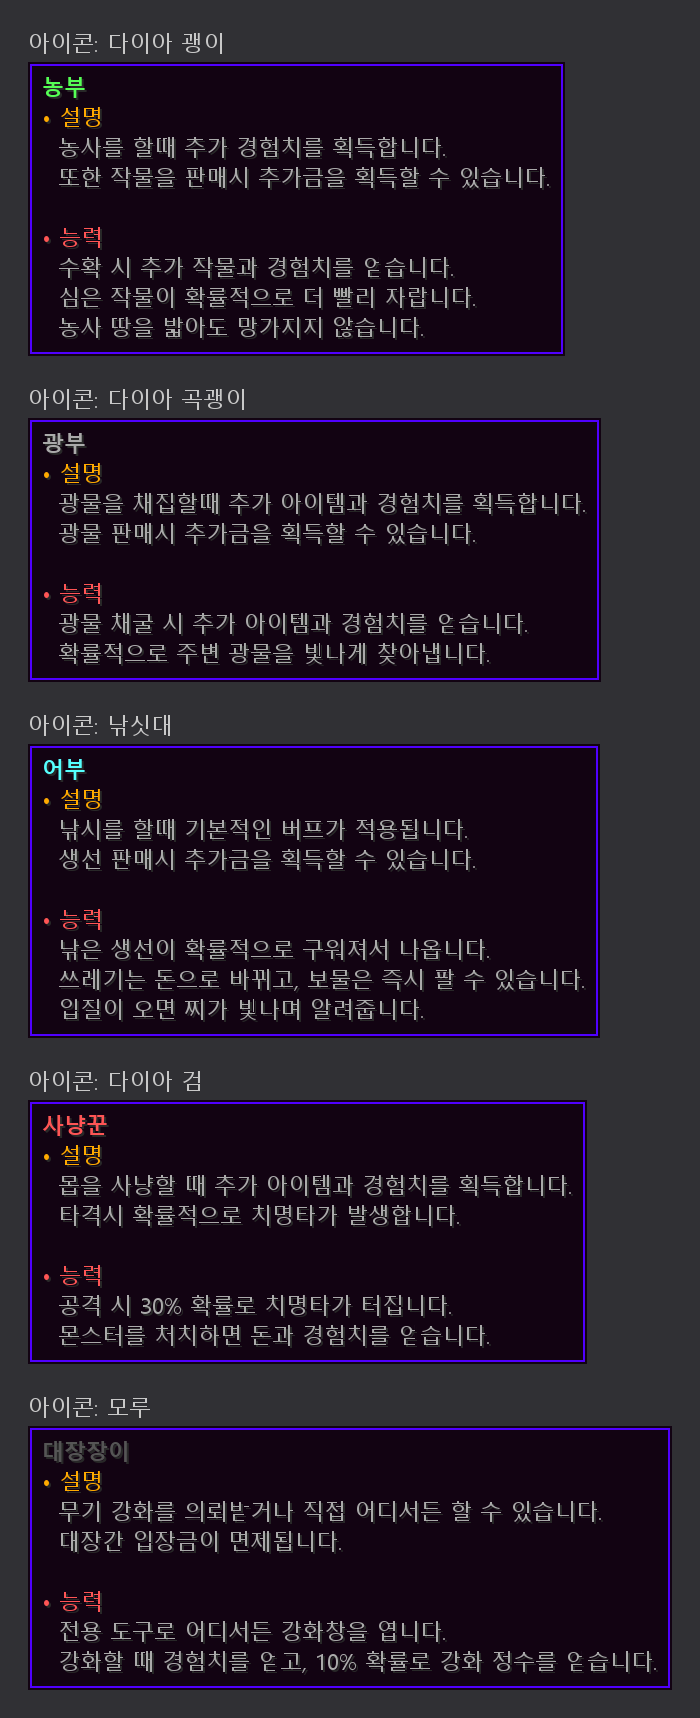 아이콘: 다이아 괭이
농부
• 설명
농사를 할때 추가 경험치를 획득합니다.
또한 작물을 판매시 추가금을 획득할 수 있습니다.
• 능력
수확 시 추가 작물과 경험치를 얻습니다.
심은 작물이 확률적으로 더 빨리 자랍니다.
농사 땅을 밟아도 망가지지 않습니다.
아이콘: 다이아 곡괭이
광부
• 설명
광물을 채집할때 추가 아이템과 경험치를 획득합니다.
광물 판매시 추가금을 획득할 수 있습니다.
• 능력
광물 채굴 시 추가 아이템과 경험치를 얻습니다.
확률적으로 주변 광물을 빛나게 찾아냅니다.
아이콘: 낚싯대
어부
• 설명
낚시를 할때 기본적인 버프가 적용됩니다.
생선 판매시 추가금을 획득할 수 있습니다.
• 능력
낚은 생선이 확률적으로 구워져서 나옵니다.
쓰레기는 돈으로 바뀌고, 보물은 즉시 팔 수 있습니다.
입질이 오면 찌가 빛나며 알려줍니다.
아이콘: 다이아 검
사냥꾼
• 설명
몹을 사냥할 때 추가 아이템과 경험치를 획득합니다.
타격시 확률적으로 치명타가 발생합니다.
• 능력
공격 시 30% 확률로 치명타가 터집니다.
몬스터를 처치하면 돈과 경험치를 얻습니다.
아이콘: 모루
대장장이
• 설명
무기 강화를 의뢰받거나 직접 어디서든 할 수 있습니다.
대장간 입장금이 면제됩니다.
• 능력
전용 도구로 어디서든 강화창을 엽니다.
강화할 때 경험치를 얻고, 10% 확률로 강화 정수를 얻습니다.